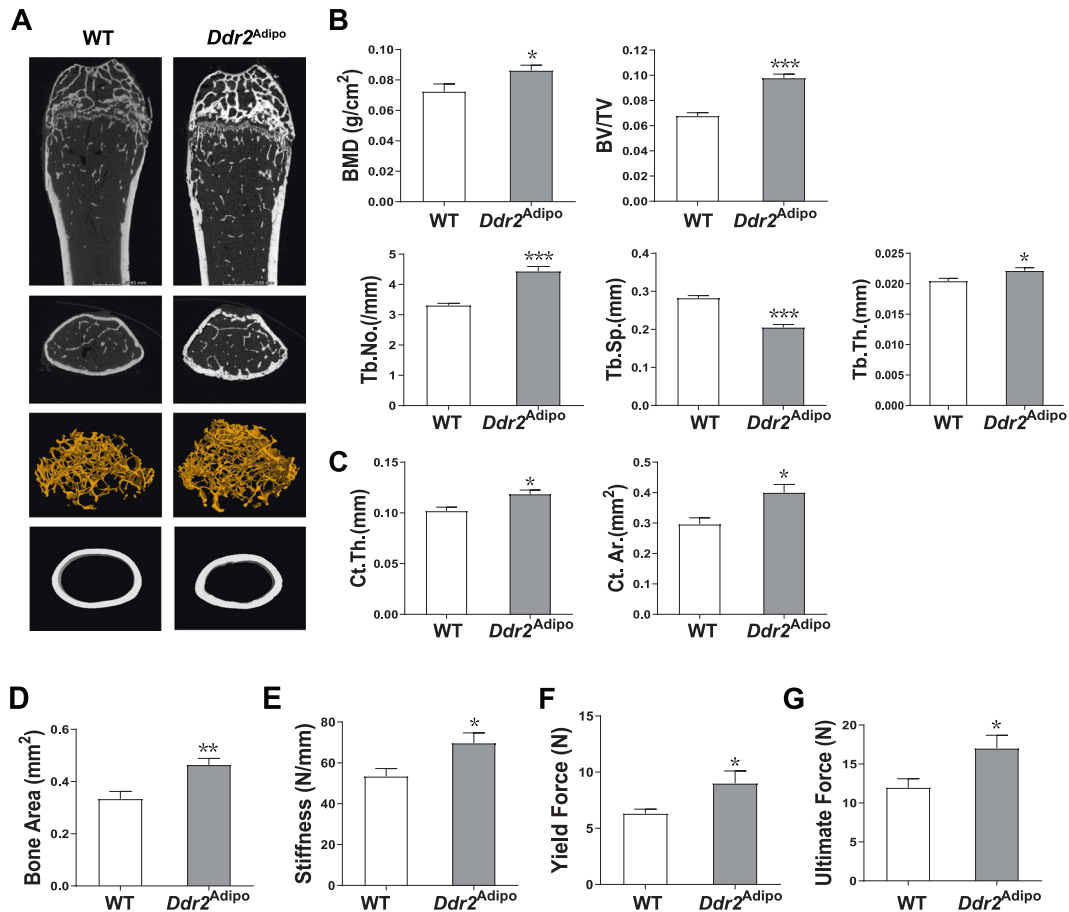 A
WT
Ddr2Adipo
0.65 mm
B
BMD (g/cm2)
0.10
0.08
0.06
0.04
0.02
0.00
*
WT
Ddr2Adipo
BV/TV
0.12
0.10
0.08
0.06
0.04
0.02
0.00
***
WT
Ddr2Adipo
Tb.No.(/mm)
5
4
3
2
1
0
***
WT
Ddr2Adipo
Tb.Sp.(mm)
0.4
0.3
0.2
0.1
0.0
***
WT
Ddr2Adipo
Tb.Th.(mm)
0.025
0.020
0.015
0.010
0.005
0.000
*
WT
Ddr2Adipo
C
Ct.Th.(mm)
0.15
0.10
0.05
0.00
*
WT
Ddr2Adipo
Ct. Ar.(mm2)
0.5
0.4
0.3
0.2
0.1
0.0
*
WT
Ddr2Adipo
D
Bone Area (mm2)
0.6
0.4
0.2
0.0
**
WT
Ddr2Adipo
E
Stiffness (N/mm)
80
60
40
20
0
*
WT
Ddr2Adipo
F
Yield Force (N)
15
10
5
0
*
WT
Ddr2Adipo
G
Ultimate Force (N)
20
15
10
5
0
*
WT
Ddr2Adipo